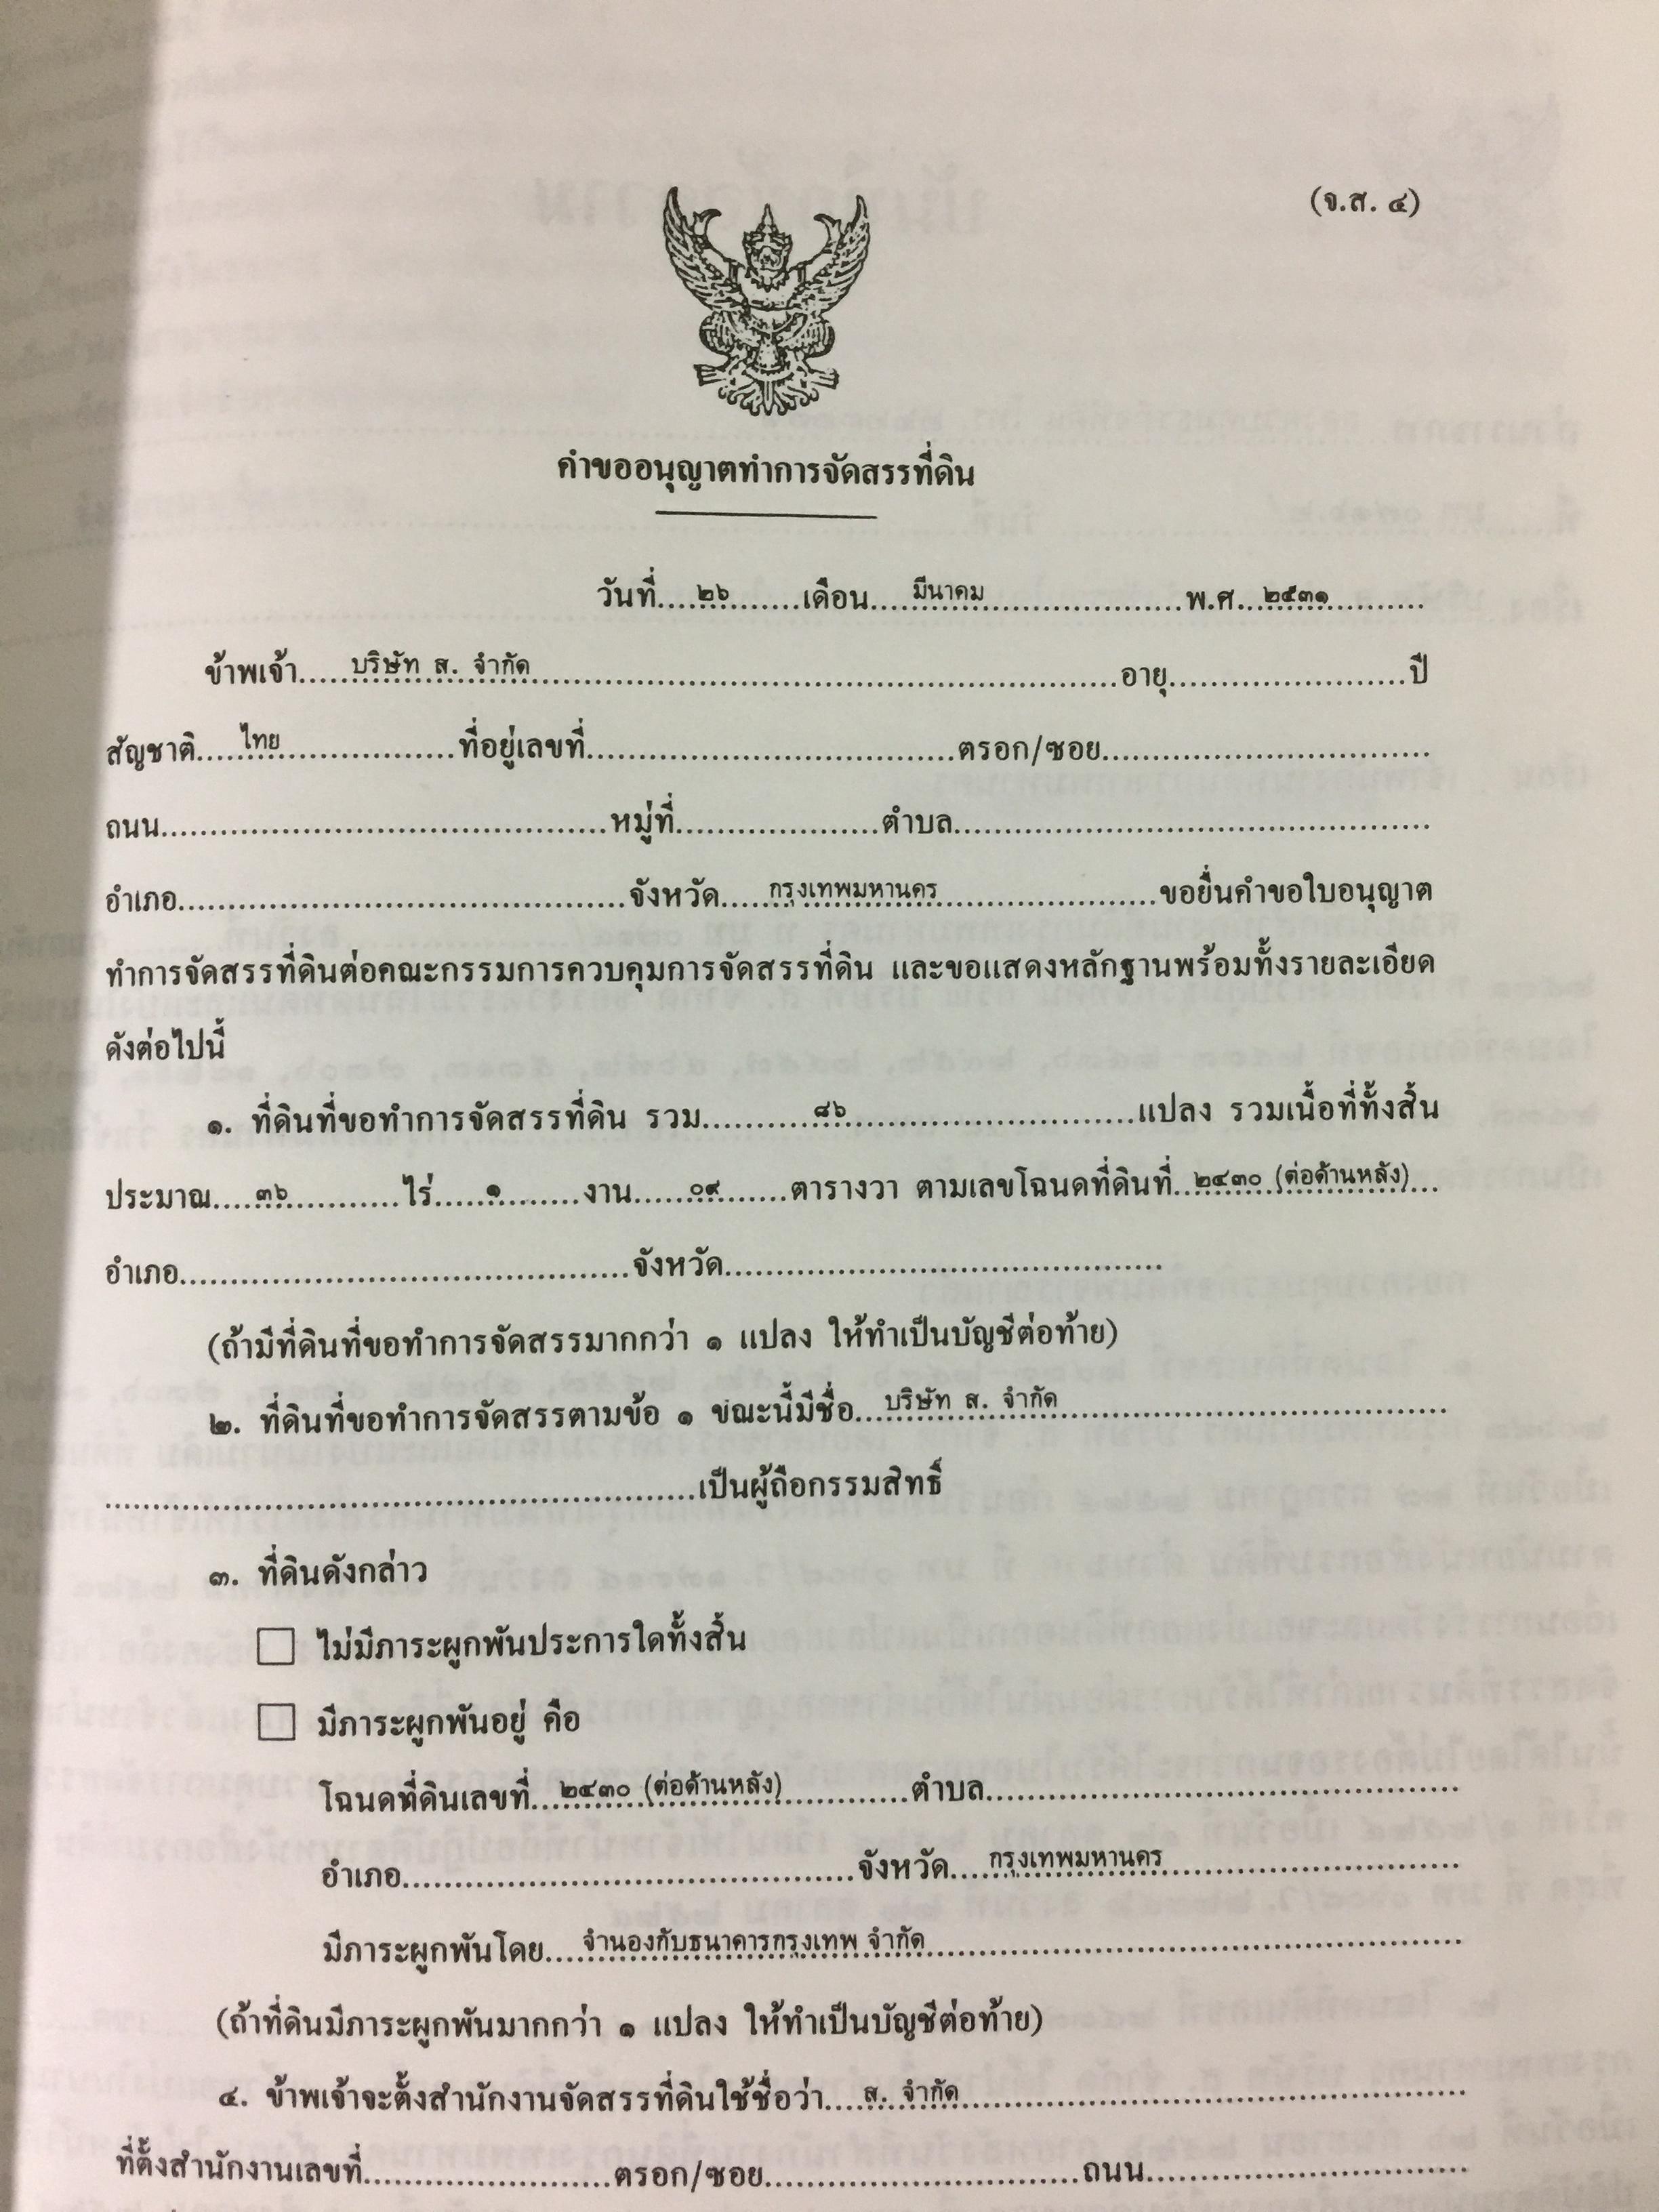 (จ.ส. ๔)
คำขออนุญาตทำการจัดสรรที่ดิน
วันที่....๒๖.......เดือน....มีนาคม....................พ.ศ...๒๕๓๑..........
ข้าพเจ้า.....บริษัท ส. จำกัด............................................................อายุ........................ปี
สัญชาติ....ไทย..................ที่อยู่เลขที่......................................ตรอก/ซอย..................................
ถนน..............................................หมู่ที่.....................ตำบล.................................................
อำเภอ..............................................จังหวัด.....กรุงเทพมหานคร......................ขอยื่นคำขอใบอนุญาต
ทำการจัดสรรที่ดินต่อคณะกรรมการควบคุมการจัดสรรที่ดิน และขอแสดงหลักฐานพร้อมทั้งรายละเอียด
ดังต่อไปนี้
๑. ที่ดินที่ขอทำการจัดสรรที่ดิน รวม...........๘๖..............................แปลง รวมเนื้อที่ทั้งสิ้น
ประมาณ....๓๖...........ไร่.....๑........งาน.....๐๙.......ตารางวา ตามเลขโฉนดที่ดินที่..๒๔๓๐ (ต่อด้านหลัง)...
อำเภอ..............................................จังหวัด.............................................
(ถ้ามีที่ดินที่ขอทำการจัดสรรมากกว่า ๑ แปลง ให้ทำเป็นบัญชีต่อท้าย)
๒. ที่ดินที่ขอทำการจัดสรรตามข้อ ๑ ขณะนี้มีชื่อ...บริษัท ส. จำกัด........................................
.............................................................เป็นผู้ถือกรรมสิทธิ์
๓. ที่ดินดังกล่าว
☐ ไม่มีภาระผูกพันประการใดทั้งสิ้น
☐ มีภาระผูกพันอยู่ คือ
โฉนดที่ดินเลขที่...๒๔๓๐ (ต่อด้านหลัง)............ตำบล.................................................
อำเภอ...............................................จังหวัด....กรุงเทพมหานคร...............................
มีภาระผูกพันโดย....จำนองกับธนาคารกรุงเทพ จำกัด.......................................................
(ถ้าที่ดินมีภาระผูกพันมากกว่า ๑ แปลง ให้ทำเป็นบัญชีต่อท้าย)
๔. ข้าพเจ้าจะตั้งสำนักงานจัดสรรที่ดินใช้ชื่อว่า....ส. จำกัด....................................................
ที่ตั้งสำนักงานเลขที่..........................ตรอก/ซอย.................................ถนน.................................